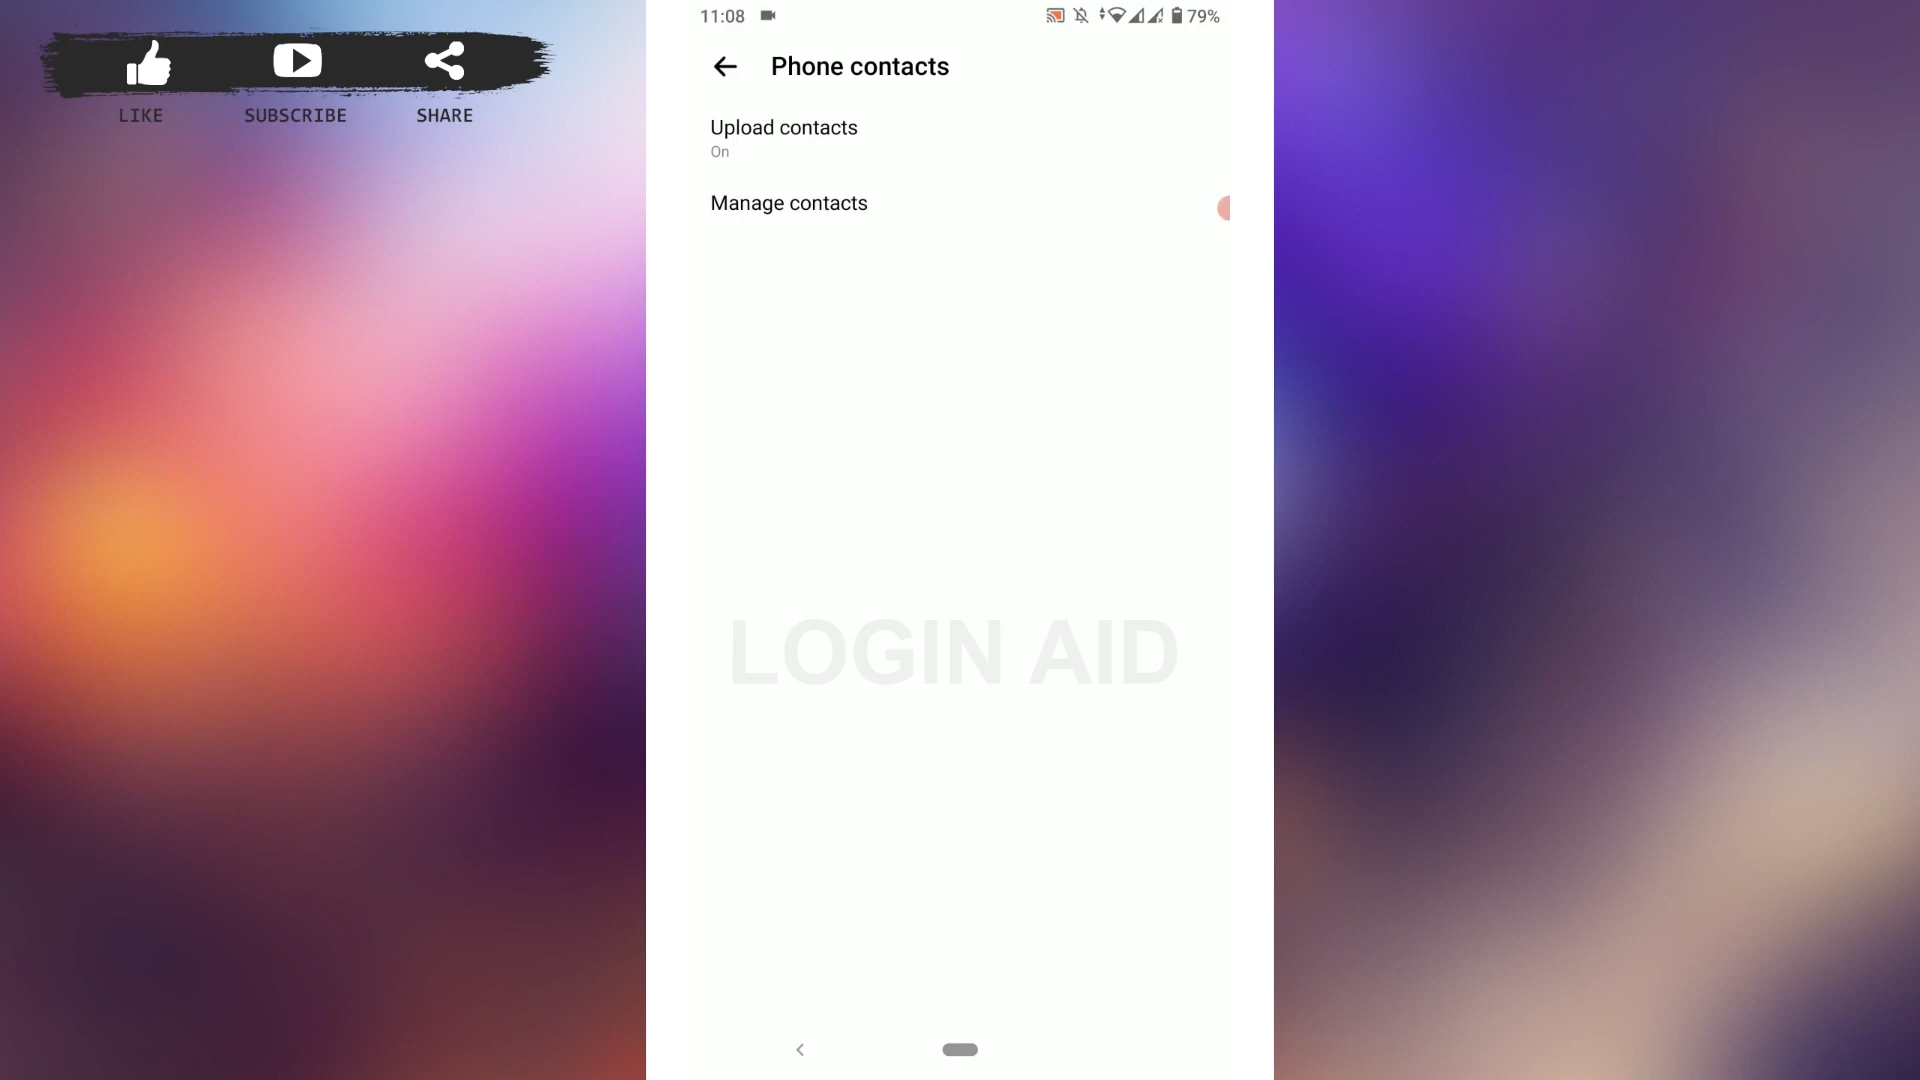 LIKE SUBSCRIBE SHARE
11:08 79%
Phone contacts
Upload contacts
On
Manage contacts
LOGIN AID